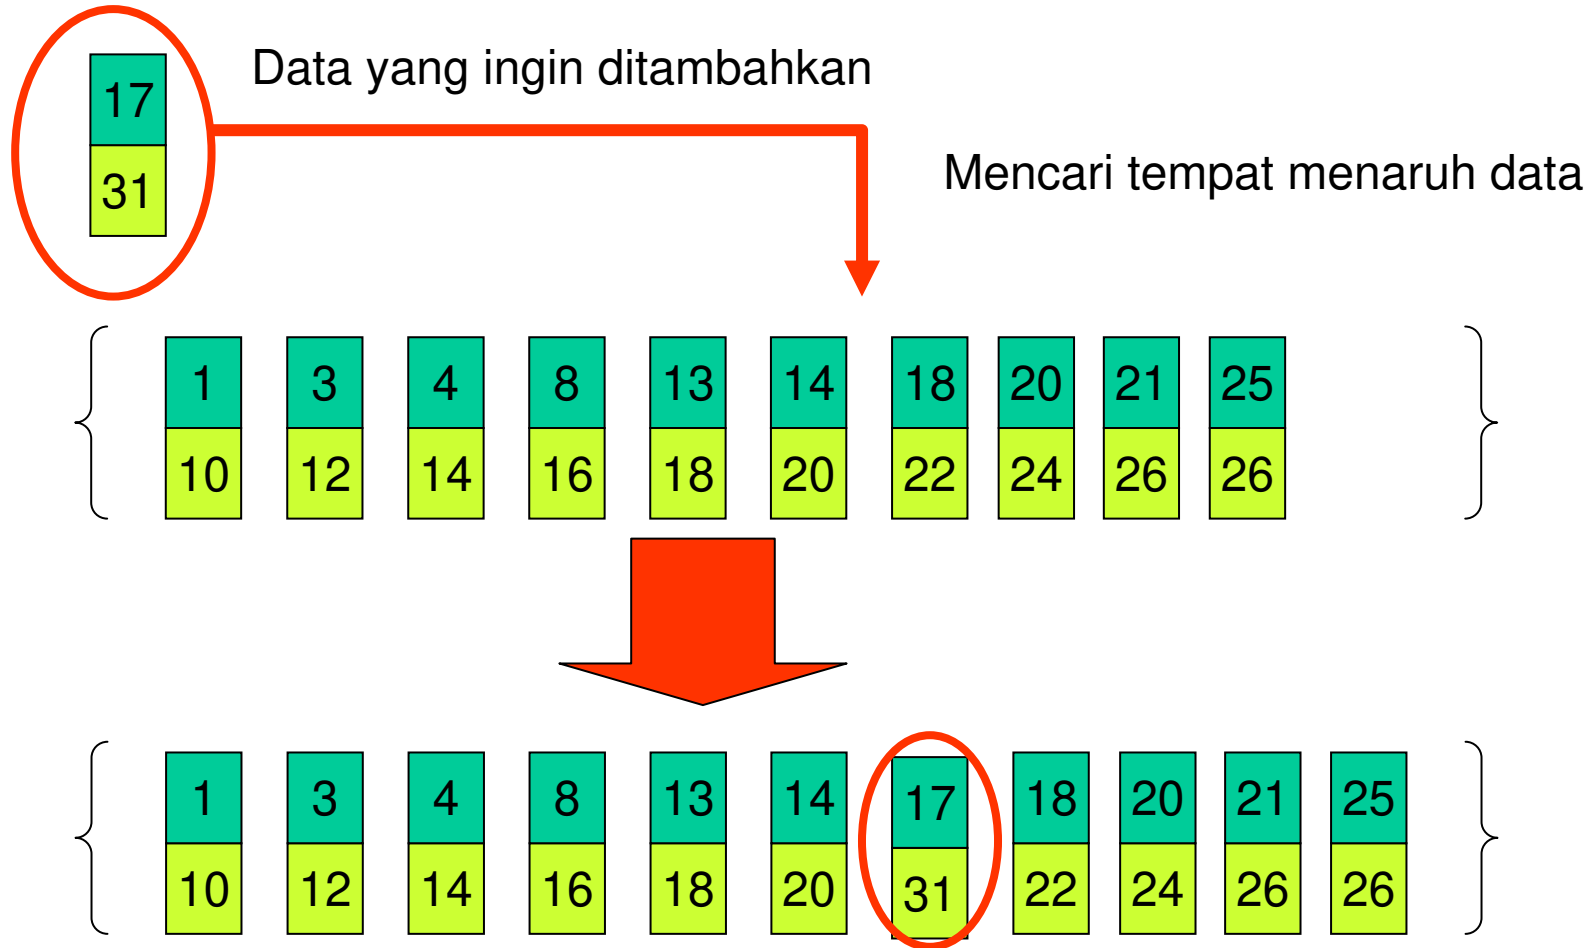 Data yang ingin ditambahkan
17
31
Mencari tempat menaruh data
1 3 4 8 13 14 18 20 21 25
10 12 14 16 18 20 22 24 26 26
1 3 4 8 13 14 17 18 20 21 25
10 12 14 16 18 20 31 22 24 26 26